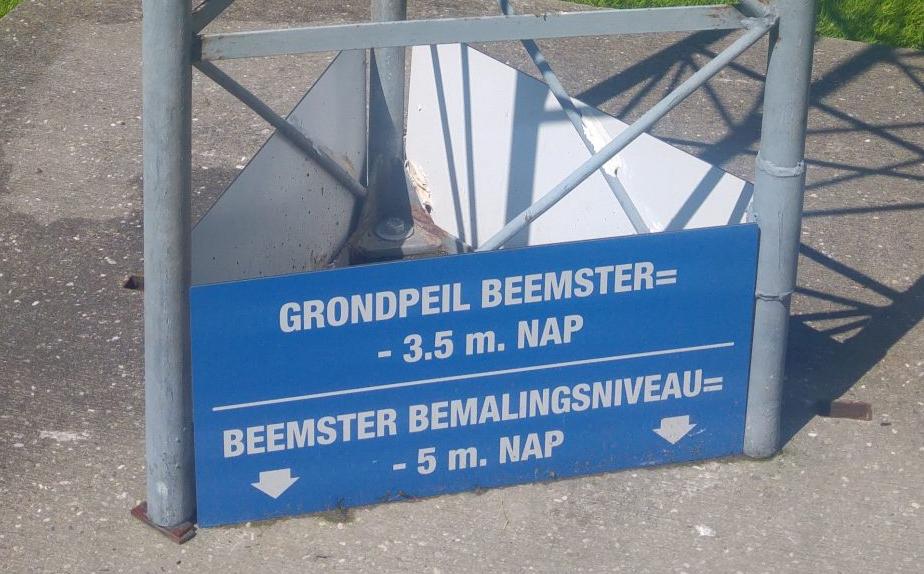 GRONDPEIL BEEMSTER=
- 3.5 m. NAP
BEEMSTER BEMALINGSNIVEAU=
- 5 m. NAP